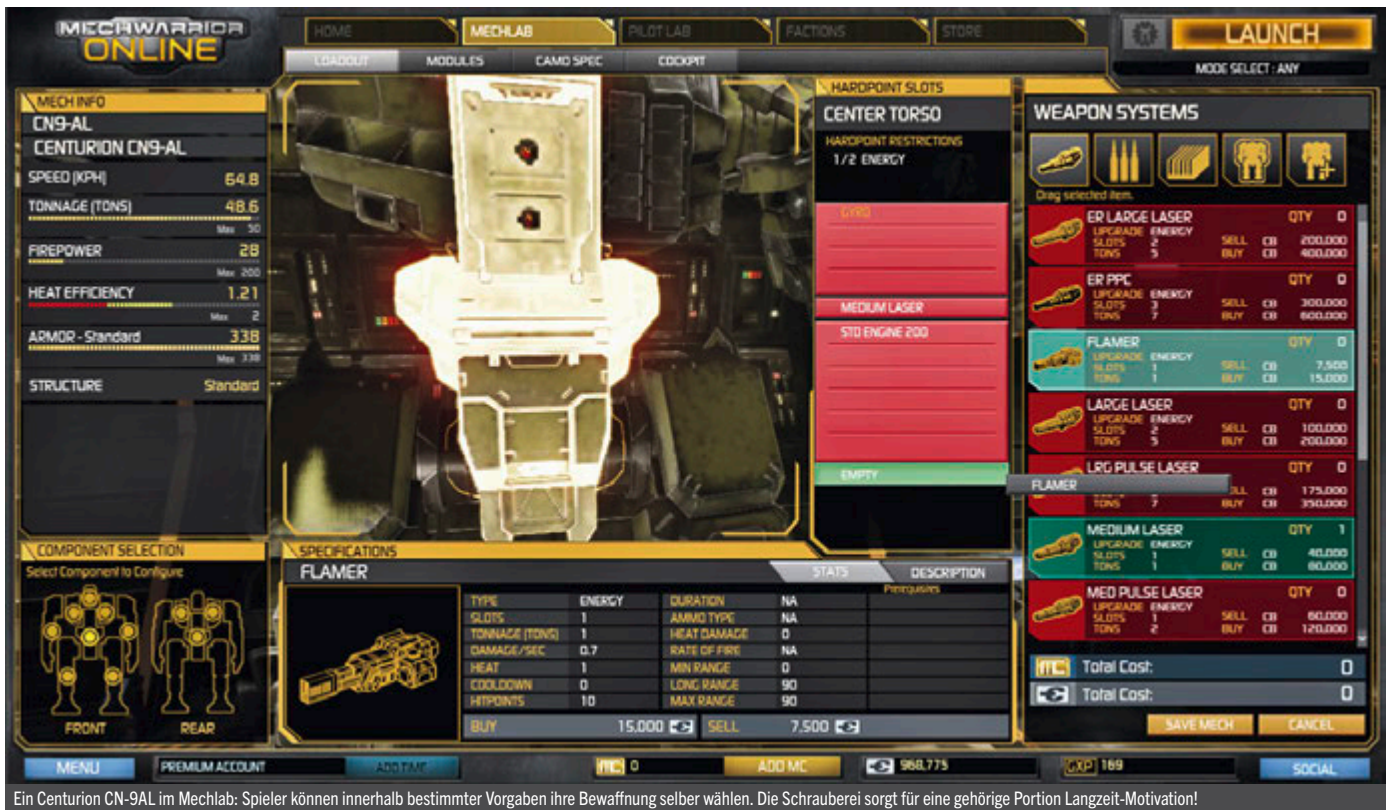 MECHWARRIOR
ONLINE
HOME
MECHLAB
PILOT LAB
FACTIONS
STORE
LAUNCH
LOADOUT
MODULES
CAMO SPEC
COCKPIT
MODE SELECT : ANY
MECH INFO
CN9-AL
CENTURION CN9-AL
SPEED (KPH) 64.8
TONNAGE (TONS) 48.6
Max 50
FIREPOWER 28
Max 200
HEAT EFFICIENCY 1.21
Max 2
ARMOR - Standard 338
Max 338
STRUCTURE Standard
HARDPOINT SLOTS
CENTER TORSO
HARDPOINT RESTRICTIONS
1/2 ENERGY
GYRO
MEDIUM LASER
STD ENGINE 200
EMPTY
FLAMER
WEAPON SYSTEMS
Drag selected item.
ER LARGE LASER QTY 0
UPGRADE ENERGY
SLOTS 2 SELL CB 200,000
TONS 5 BUY CB 400,000
ER PPC QTY 0
UPGRADE ENERGY
SLOTS 3 SELL CB 300,000
TONS 7 BUY CB 600,000
FLAMER QTY 0
UPGRADE ENERGY
SLOTS 1 SELL CB 7,500
TONS 1 BUY CB 15,000
LARGE LASER QTY 0
UPGRADE ENERGY
SLOTS 2 SELL CB 100,000
TONS 5 BUY CB 200,000
LRG PULSE LASER QTY 0
CB 175,000
TONS 7 BUY CB 350,000
MEDIUM LASER QTY 1
UPGRADE ENERGY
SLOTS 1 SELL CB 40,000
TONS 1 BUY CB 80,000
MED PULSE LASER QTY 0
UPGRADE ENERGY
SLOTS 1 SELL CB 60,000
TONS 2 BUY CB 120,000
MC Total Cost: 0
Total Cost: 0
SAVE MECH
CANCEL
COMPONENT SELECTION
Select Component to Configure
FRONT
REAR
SPECIFICATIONS
FLAMER
STATS
DESCRIPTION
Prerequisites
TYPE ENERGY DURATION NA
SLOTS 1 AMMO TYPE NA
TONNAGE (TONS) 1 HEAT DAMAGE 0
DAMAGE/SEC 0.7 RATE OF FIRE NA
HEAT 1 MIN RANGE 0
COOLDOWN 0 LONG RANGE 90
HITPOINTS 10 MAX RANGE 90
BUY 15,000 SELL 7,500
MENU
PREMIUM ACCOUNT
ADD TIME
MC 0
ADD MC
968,775
GXP 169
SOCIAL
Ein Centurion CN-9AL im Mechlab: Spieler können innerhalb bestimmter Vorgaben ihre Bewaffnung selber wählen. Die Schrauberei sorgt für eine gehörige Portion Langzeit-Motivation!